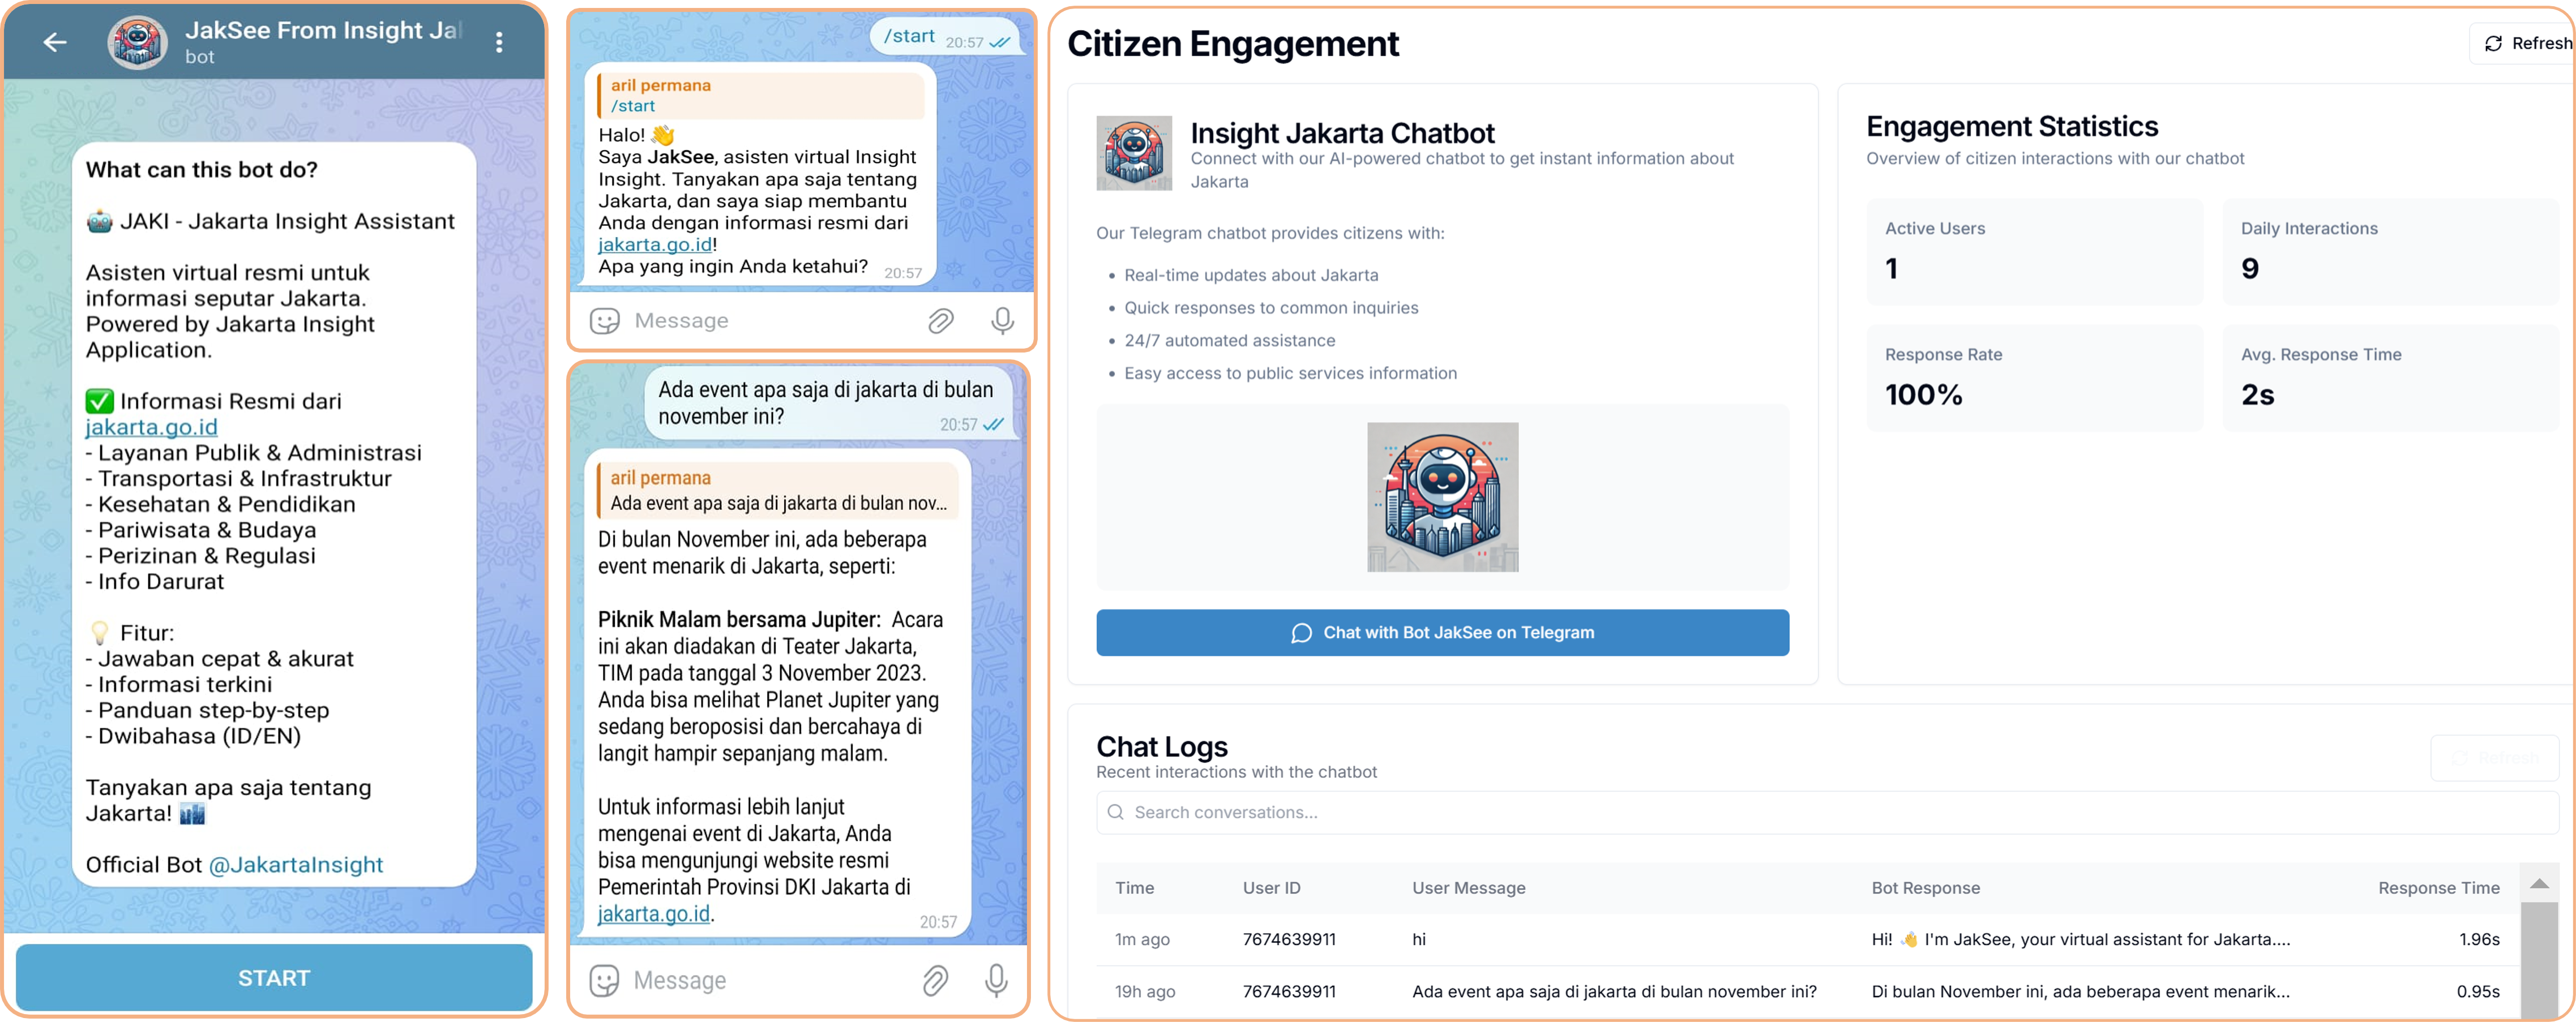 JakSee From Insight Ja
bot
What can this bot do?
🤖 JAKI - Jakarta Insight Assistant
Asisten virtual resmi untuk
informasi seputar Jakarta.
Powered by Jakarta Insight
Application.
✅ Informasi Resmi dari
jakarta.go.id
- Layanan Publik & Administrasi
- Transportasi & Infrastruktur
- Kesehatan & Pendidikan
- Pariwisata & Budaya
- Perizinan & Regulasi
- Info Darurat
💡 Fitur:
- Jawaban cepat & akurat
- Informasi terkini
- Panduan step-by-step
- Dwibahasa (ID/EN)
Tanyakan apa saja tentang
Jakarta! 🏙️
Official Bot @JakartaInsight
START
/start 20:57
aril permana
/start
Halo! 👋
Saya JakSee, asisten virtual Insight
Insight. Tanyakan apa saja tentang
Jakarta, dan saya siap membantu
Anda dengan informasi resmi dari
jakarta.go.id!
Apa yang ingin Anda ketahui? 20:57
Message
Ada event apa saja di jakarta di bulan
november ini? 20:57
aril permana
Ada event apa saja di jakarta di bulan nov...
Di bulan November ini, ada beberapa
event menarik di Jakarta, seperti:
Piknik Malam bersama Jupiter: Acara
ini akan diadakan di Teater Jakarta,
TIM pada tanggal 3 November 2023.
Anda bisa melihat Planet Jupiter yang
sedang beroposisi dan bercahaya di
langit hampir sepanjang malam.
Untuk informasi lebih lanjut
mengenai event di Jakarta, Anda
bisa mengunjungi website resmi
Pemerintah Provinsi DKI Jakarta di
jakarta.go.id. 20:57
Message
Citizen Engagement
Refresh
Insight Jakarta Chatbot
Connect with our AI-powered chatbot to get instant information about
Jakarta
Our Telegram chatbot provides citizens with:
• Real-time updates about Jakarta
• Quick responses to common inquiries
• 24/7 automated assistance
• Easy access to public services information
Chat with Bot JakSee on Telegram
Engagement Statistics
Overview of citizen interactions with our chatbot
Active Users
1
Daily Interactions
9
Response Rate
100%
Avg. Response Time
2s
Chat Logs
Recent interactions with the chatbot
Refresh
Search conversations...
Time User ID User Message Bot Response Response Time
1m ago 7674639911 hi Hi! 👋 I'm JakSee, your virtual assistant for Jakarta.... 1.96s
19h ago 7674639911 Ada event apa saja di jakarta di bulan november ini? Di bulan November ini, ada beberapa event menarik... 0.95s